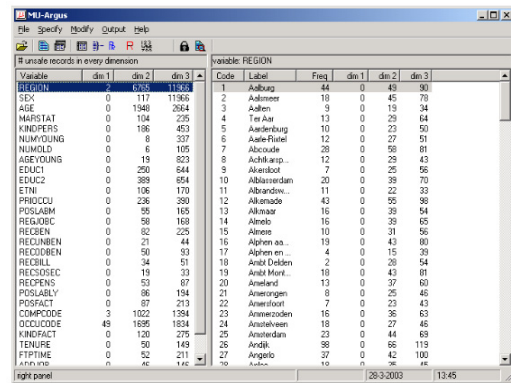 MU-Argus
File Specify Modify Output Help
# unsafe records in every dimension
Variable dim 1 dim 2 dim 3
REGION 2 6765 11966
SEX 0 117 11966
AGE 0 1948 2664
MARSTAT 0 104 235
KINDPERS 0 186 453
NUMYOUNG 0 8 337
NUMOLD 0 6 105
AGEYOUNG 0 19 823
EDUC1 0 250 644
EDUC2 0 389 654
ETNI 0 106 170
PRIOCCU 0 236 390
POSLABM 0 55 165
REGJOBC 0 58 168
RECBEN 0 82 225
RECUNBEN 0 21 44
RECODBEN 0 50 93
RECBILL 0 34 51
RECSOSEC 0 19 33
RECPENS 0 53 87
POSLABLY 0 86 194
POSFACT 0 87 213
COMPCODE 3 1022 1394
OCCUCODE 49 1695 1834
KINDFACT 0 120 275
TENURE 0 50 149
FTPTIME 0 52 211
variable: REGION
Code Label Freq dim 1 dim 2 dim 3
1 Aalburg 44 0 49 90
2 Aalsmeer 18 0 45 78
3 Aalten 9 0 19 34
4 Ter Aar 13 0 29 64
5 Aardenburg 10 0 23 50
6 Aarle-Rixtel 12 0 27 51
7 Abcoude 28 0 58 81
8 Achtkarsp... 12 0 29 43
9 Akersloot 7 0 25 56
10 Alblasserdam 20 0 39 70
11 Albrandsw... 11 0 22 33
12 Alkemade 43 0 55 98
13 Alkmaar 16 0 39 54
14 Almelo 16 0 39 65
15 Almere 10 0 31 56
16 Alphen aa... 19 0 43 80
17 Alphen en ... 4 0 15 39
18 Ambt Delden 2 0 28 54
19 Ambt Mont... 18 0 43 81
20 Ameland 13 0 37 60
21 Amerongen 8 0 25 46
22 Amersfoort 7 0 23 43
23 Ammerzoden 16 0 36 63
24 Amstelveen 18 0 27 46
25 Amsterdam 23 0 44 69
26 Andijk 98 0 66 119
27 Angerlo 37 0 42 100
right panel 28-3-2003 13:45